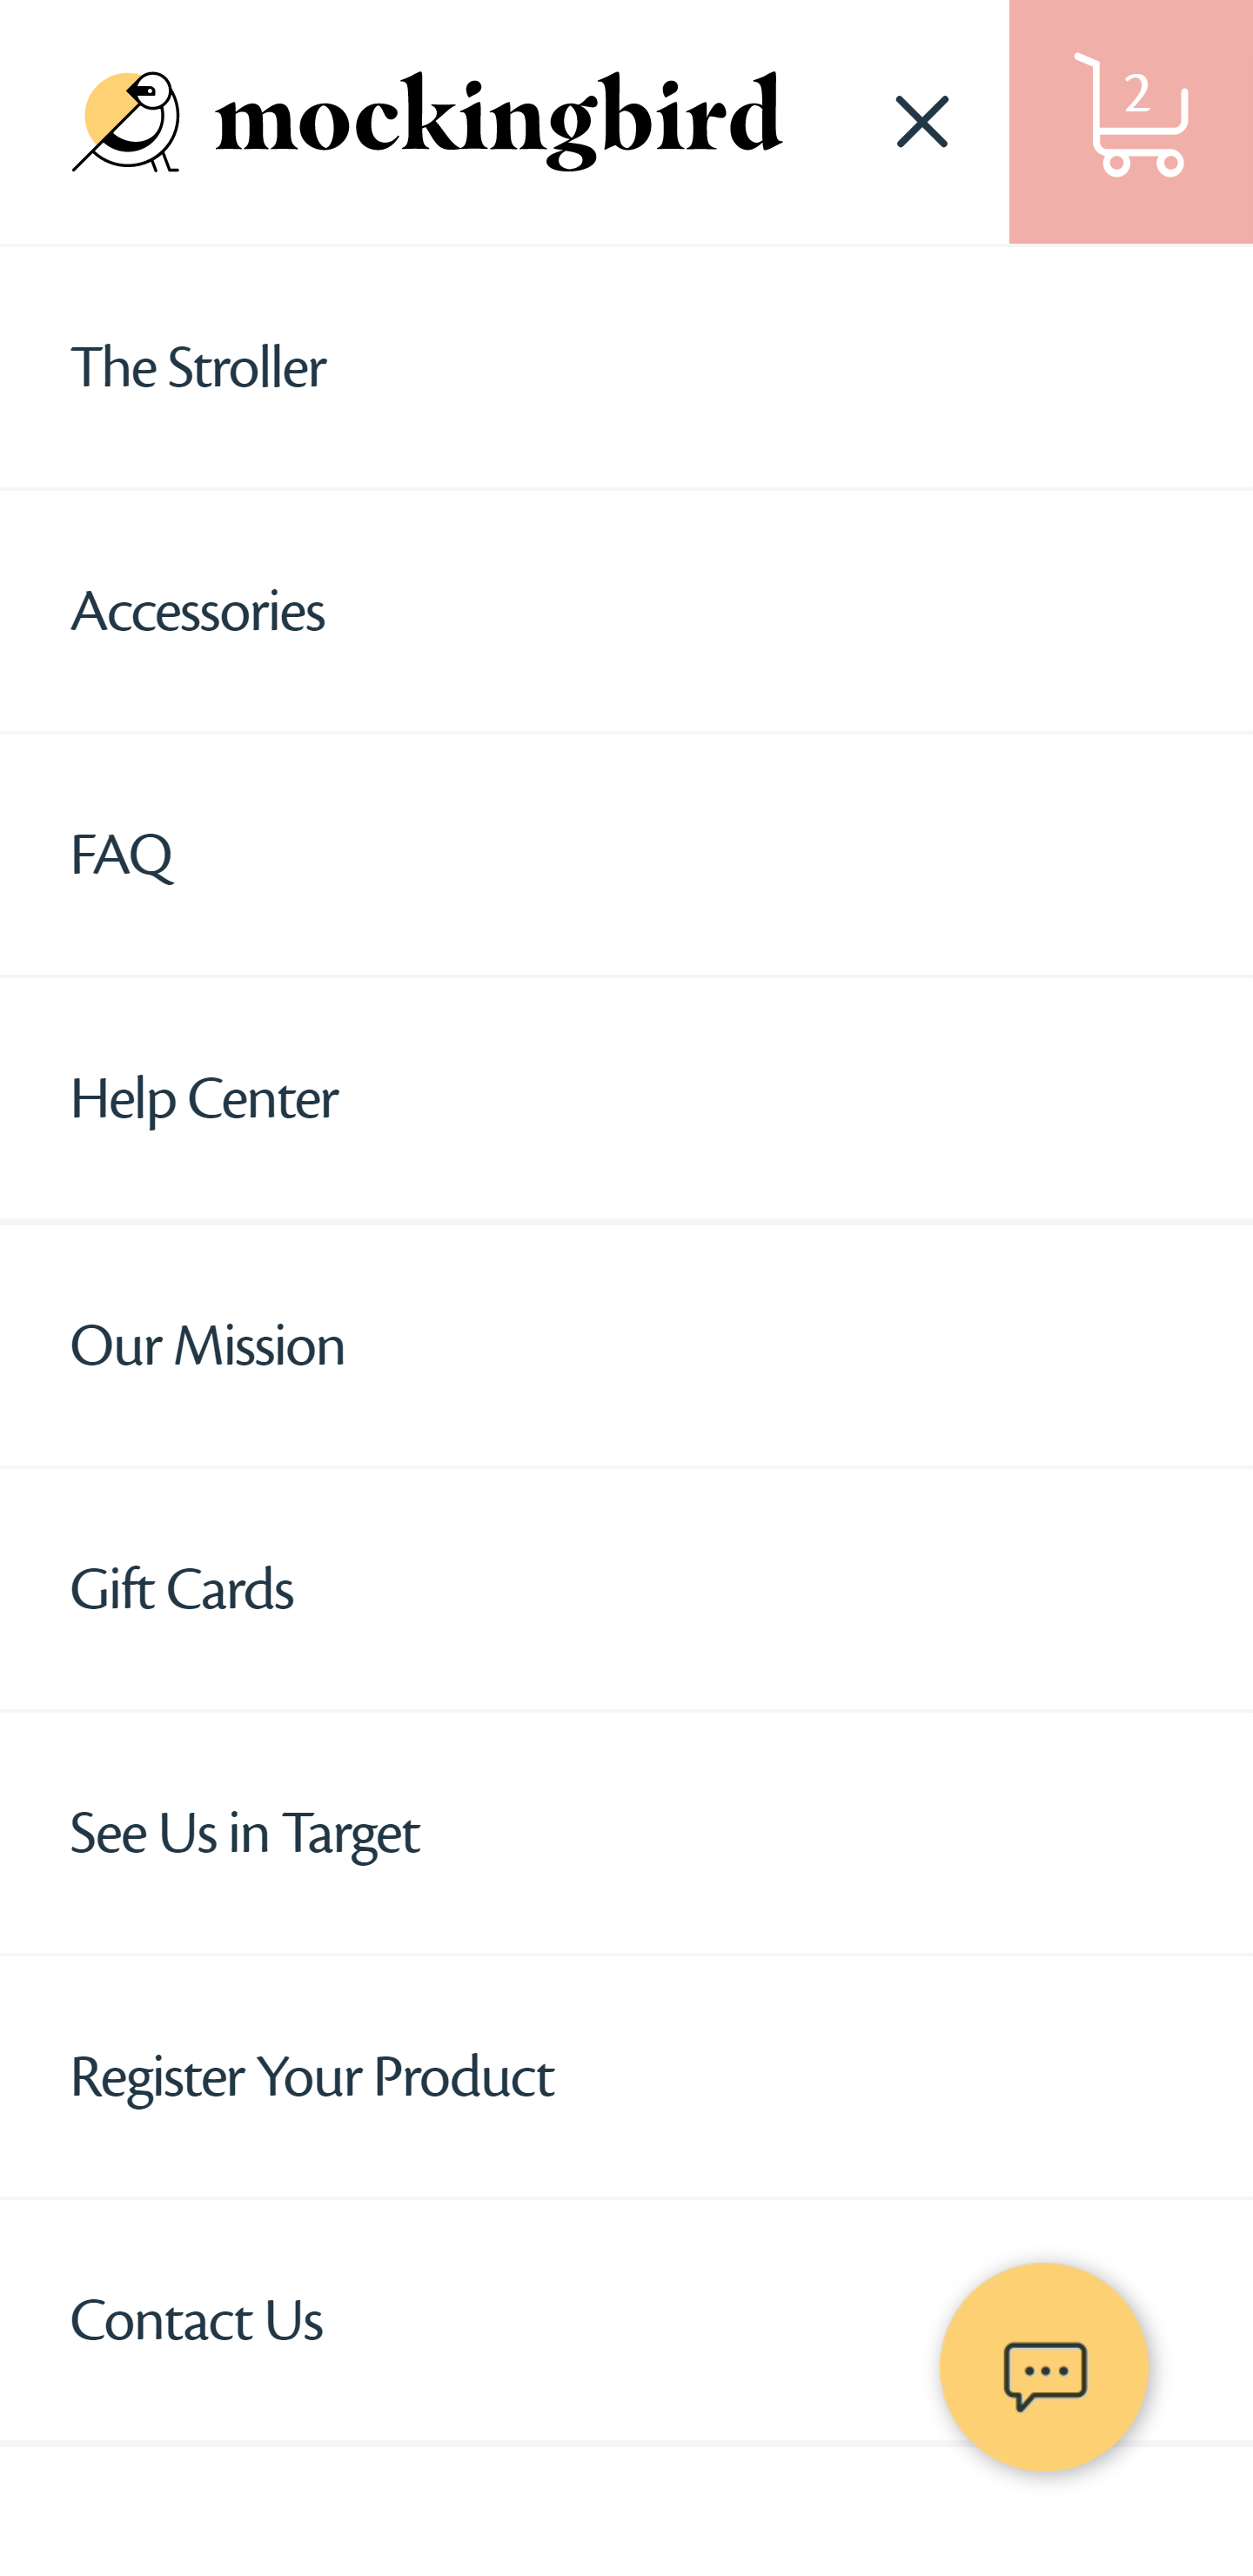 mockingbird
2
The Stroller
Accessories
FAQ
Help Center
Our Mission
Gift Cards
See Us in Target
Register Your Product
Contact Us